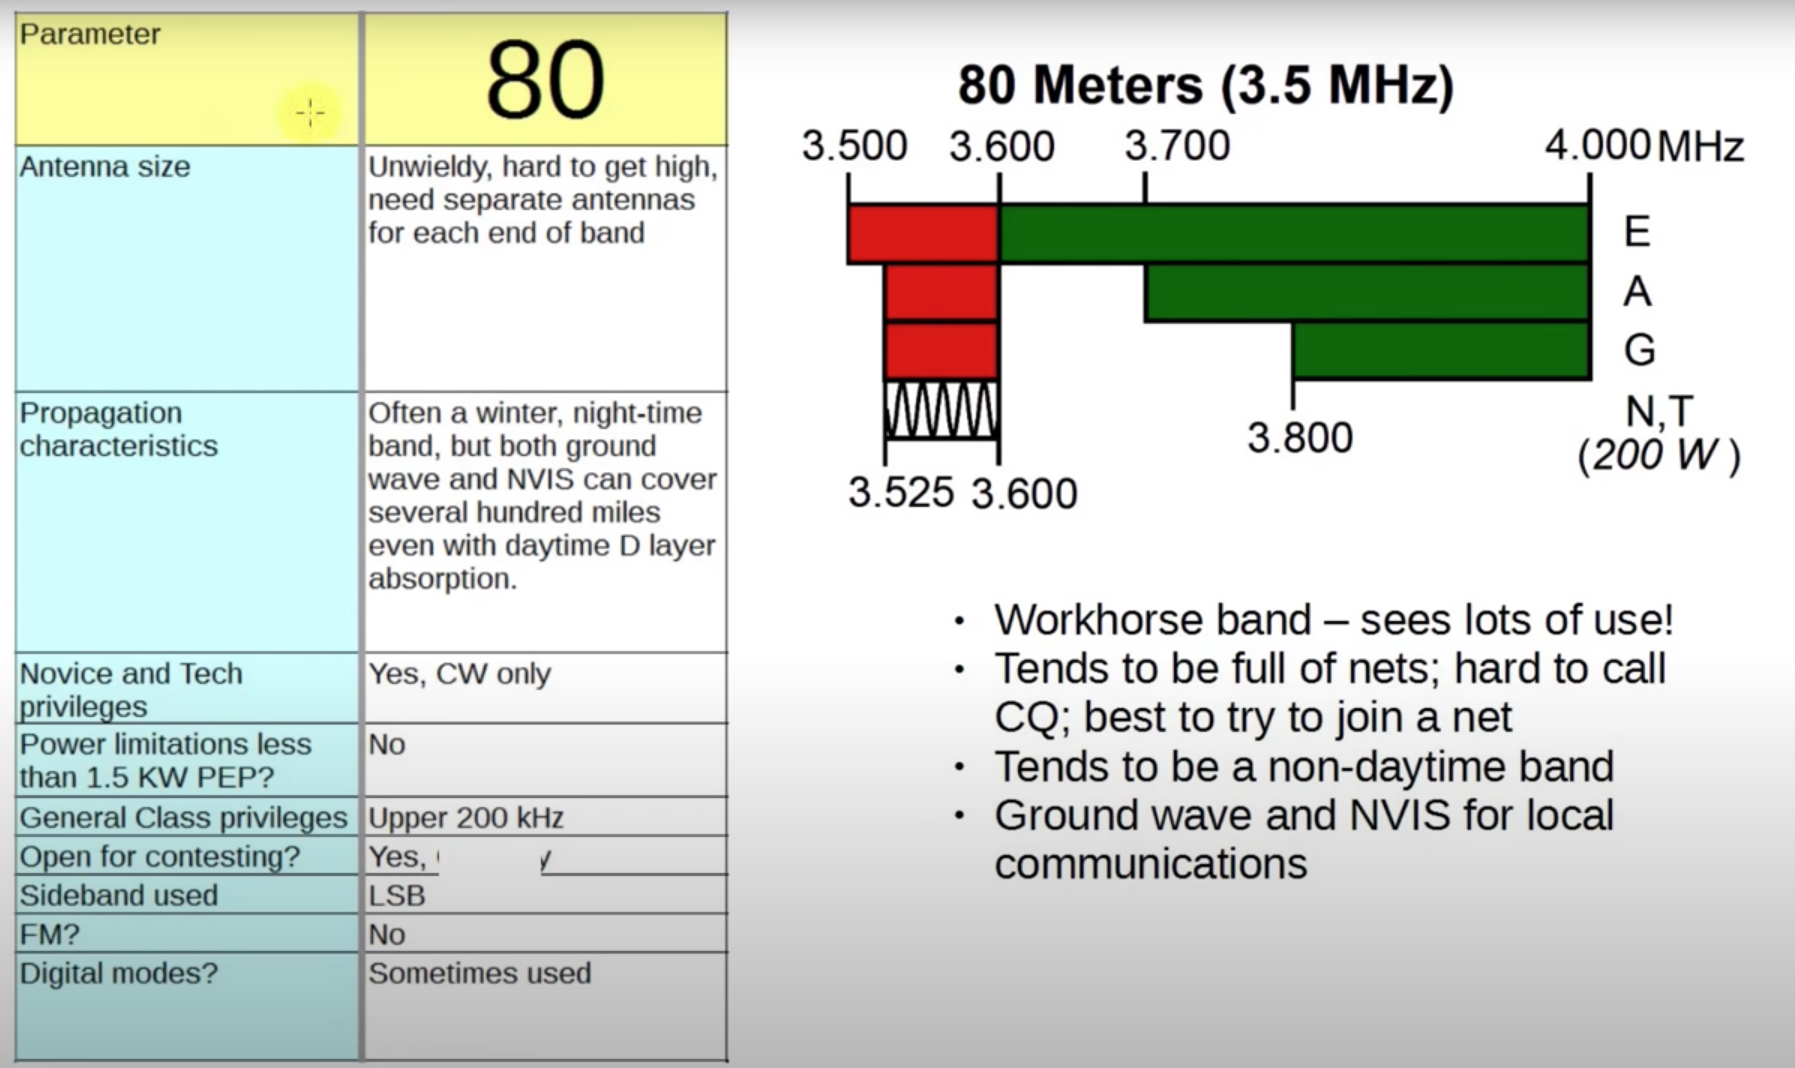 Parameter
80
Antenna size
Unwieldy, hard to get high,
need separate antennas
for each end of band
Propagation
characteristics
Often a winter, night-time
band, but both ground
wave and NVIS can cover
several hundred miles
even with daytime D layer
absorption.
Novice and Tech
privileges
Yes, CW only
Power limitations less
than 1.5 KW PEP?
No
General Class privileges
Upper 200 kHz
Open for contesting?
Yes,
Sideband used
LSB
FM?
No
Digital modes?
Sometimes used
80 Meters (3.5 MHz)
3.500 3.600 3.700 4.000 MHz
E
A
G
N,T
(200 W)
3.800
3.525 3.600
• Workhorse band – sees lots of use!
• Tends to be full of nets; hard to call
CQ; best to try to join a net
• Tends to be a non-daytime band
• Ground wave and NVIS for local
communications